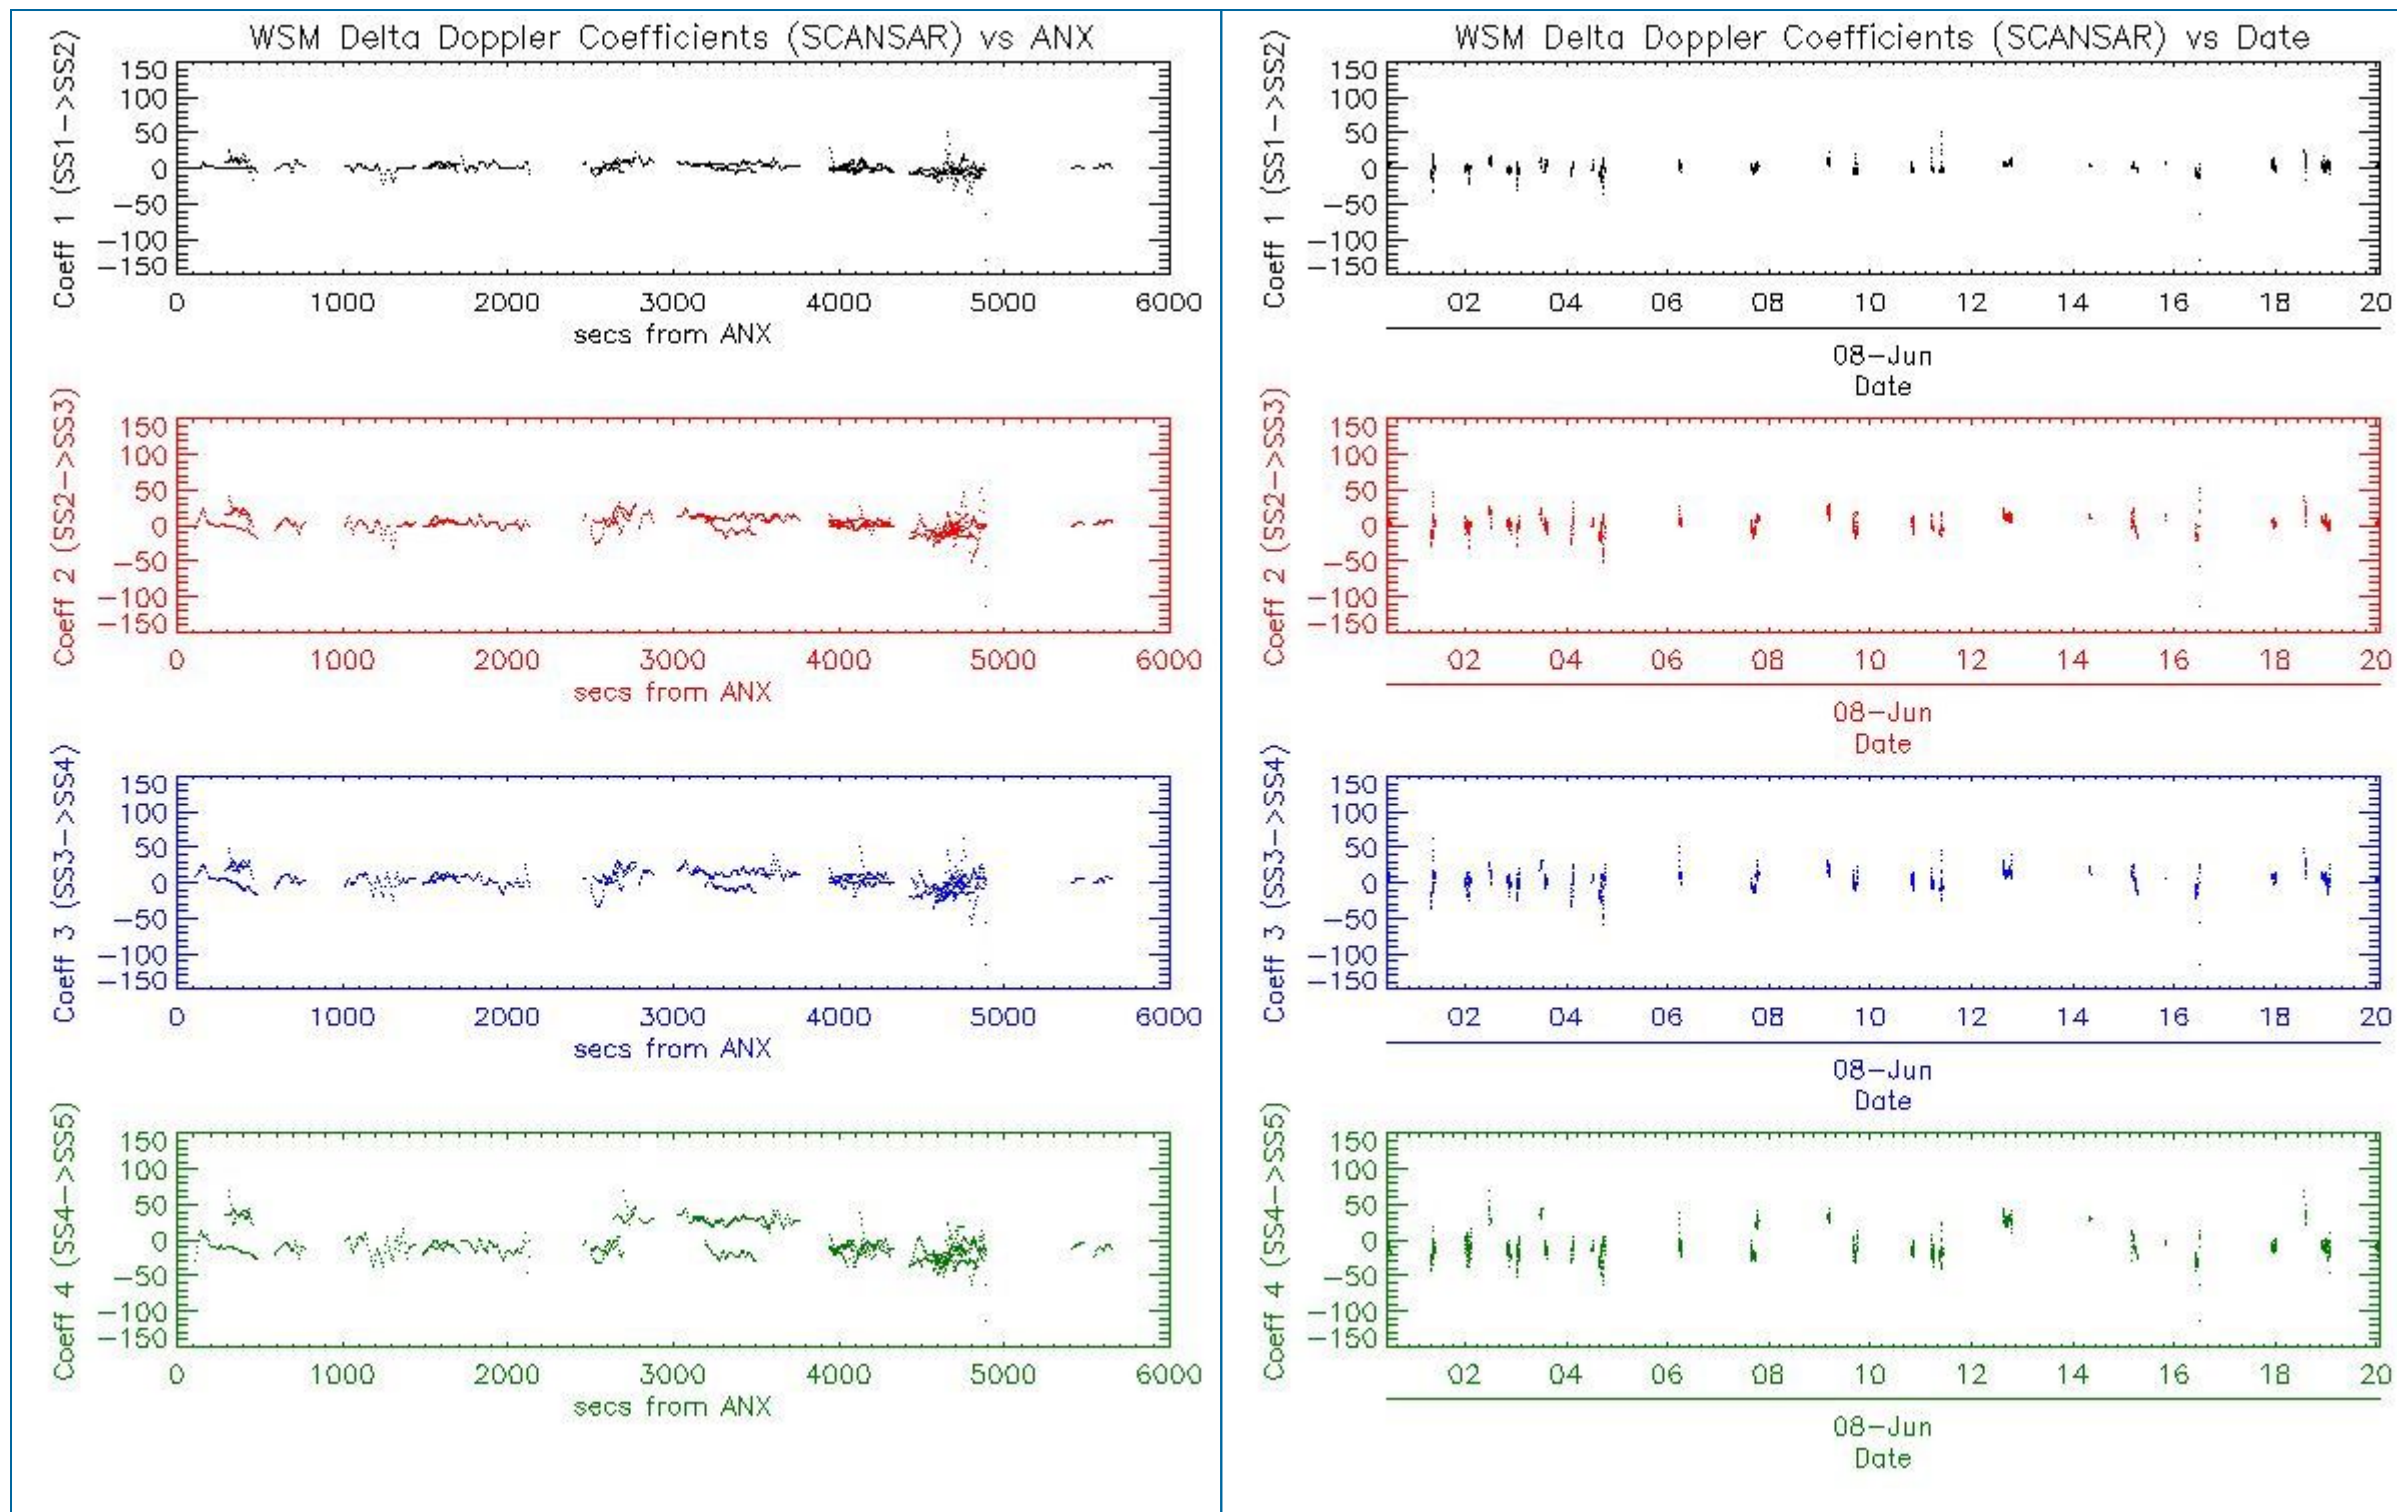 WSM Delta Doppler Coefficients (SCANSAR) vs ANX
Coeff 1 (SS1->SS2)
150
100
50
0
-50
-100
-150
0 1000 2000 3000 4000 5000 6000
secs from ANX
Coeff 2 (SS2->SS3)
150
100
50
0
-50
-100
-150
0 1000 2000 3000 4000 5000 6000
secs from ANX
Coeff 3 (SS3->SS4)
150
100
50
0
-50
-100
-150
0 1000 2000 3000 4000 5000 6000
secs from ANX
Coeff 4 (SS4->SS5)
150
100
50
0
-50
-100
-150
0 1000 2000 3000 4000 5000 6000
secs from ANX
WSM Delta Doppler Coefficients (SCANSAR) vs Date
Coeff 1 (SS1->SS2)
150
100
50
0
-50
-100
-150
02 04 06 08 10 12 14 16 18 20
08-Jun
Date
Coeff 2 (SS2->SS3)
150
100
50
0
-50
-100
-150
02 04 06 08 10 12 14 16 18 20
08-Jun
Date
Coeff 3 (SS3->SS4)
150
100
50
0
-50
-100
-150
02 04 06 08 10 12 14 16 18 20
08-Jun
Date
Coeff 4 (SS4->SS5)
150
100
50
0
-50
-100
-150
02 04 06 08 10 12 14 16 18 20
08-Jun
Date